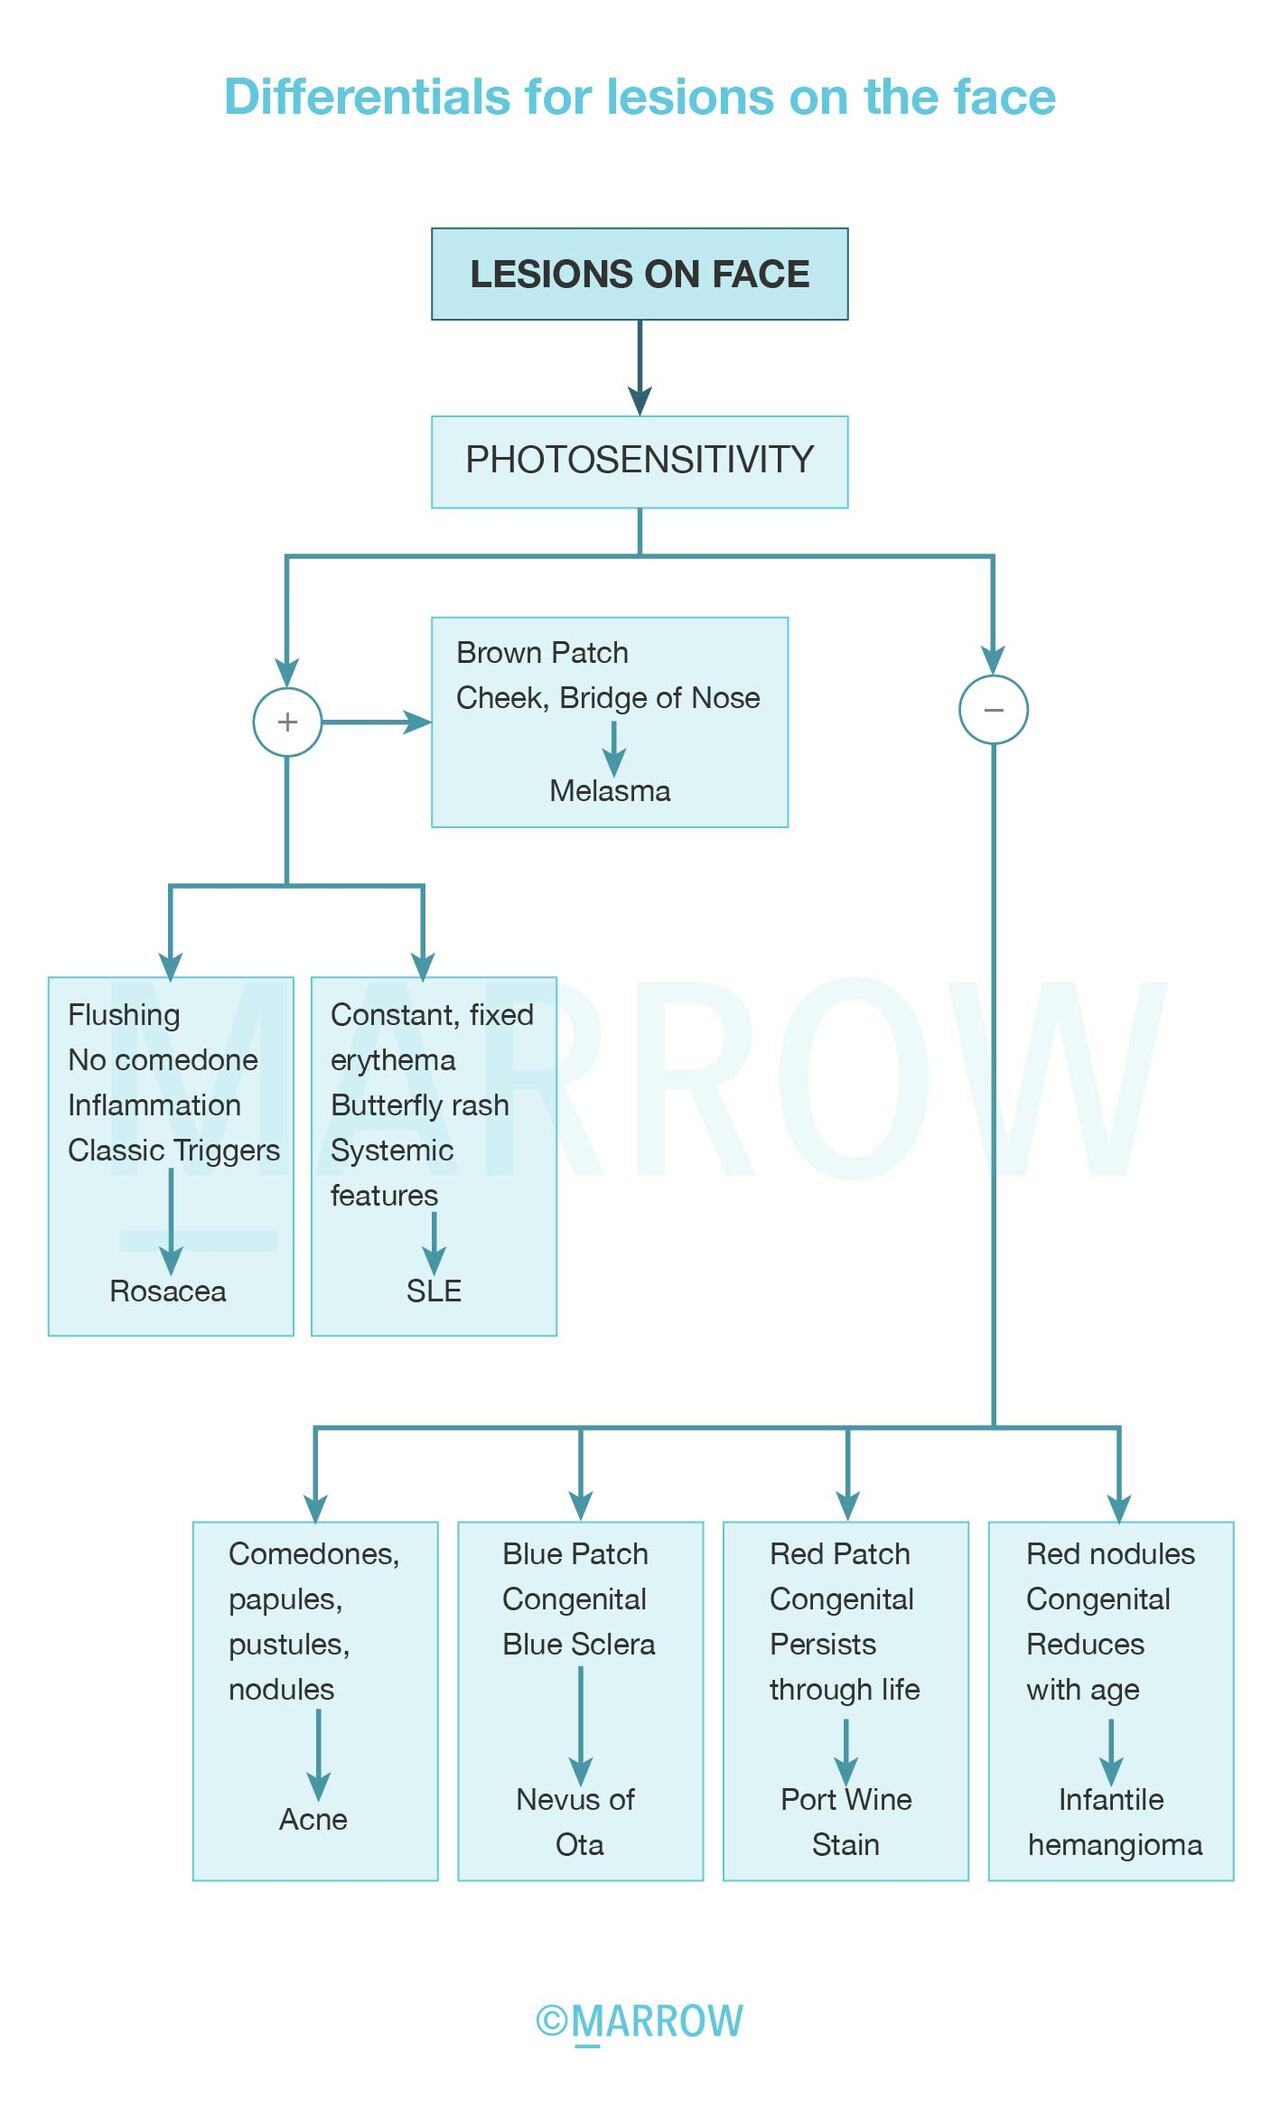 Differentials for lesions on the face
LESIONS ON FACE
PHOTOSENSITIVITY
+
Brown Patch
Cheek, Bridge of Nose
Melasma
−
Flushing
No comedone
Inflammation
Classic Triggers
Rosacea
Constant, fixed
erythema
Butterfly rash
Systemic
features
SLE
MARROW
Comedones,
papules,
pustules,
nodules
Acne
Blue Patch
Congenital
Blue Sclera
Nevus of
Ota
Red Patch
Congenital
Persists
through life
Port Wine
Stain
Red nodules
Congenital
Reduces
with age
Infantile
hemangioma
©MARROW